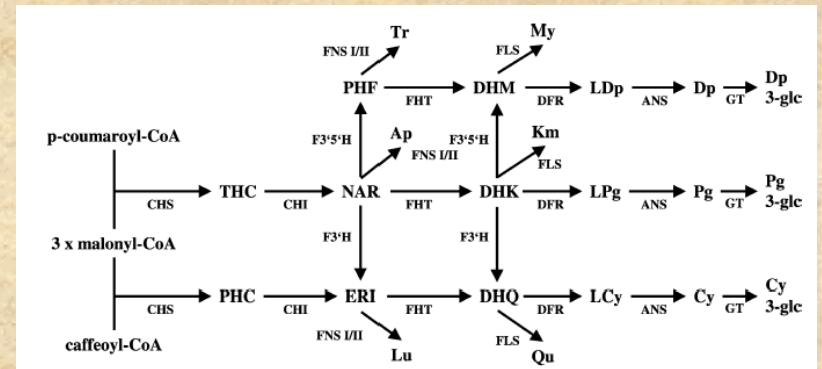 Tr
My
FNS I/II
FLS
PHF
DHM
LDp
Dp
Dp
3-glc
FHT
DFR
ANS
GT
p-coumaroyl-CoA
F3‘5‘H
Ap
F3‘5‘H
Km
FNS I/II
FLS
THC
NAR
DHK
LPg
Pg
Pg
3-glc
CHS
CHI
FHT
DFR
ANS
GT
F3‘H
F3‘H
3 x malonyl-CoA
PHC
ERI
DHQ
LCy
Cy
Cy
3-glc
CHS
CHI
FHT
DFR
ANS
GT
FNS I/II
FLS
caffeoyl-CoA
Lu
Qu